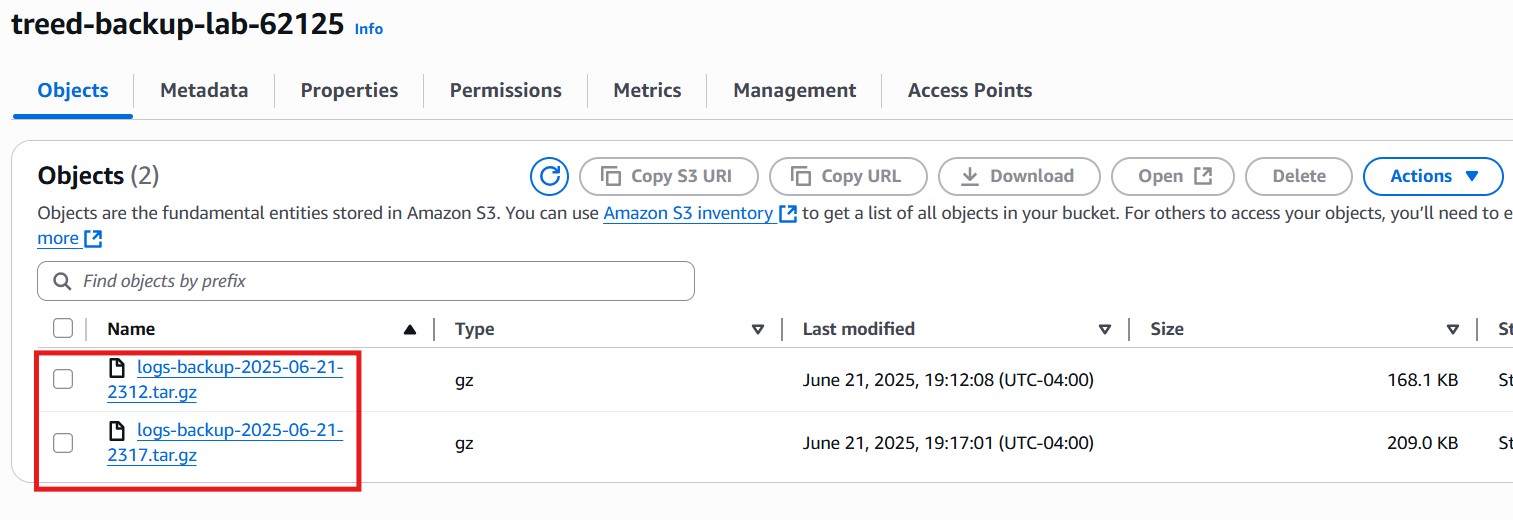 treed-backup-lab-62125 Info
Objects Metadata Properties Permissions Metrics Management Access Points
Objects (2) Copy S3 URI Copy URL Download Open Delete Actions
Objects are the fundamental entities stored in Amazon S3. You can use Amazon S3 inventory to get a list of all objects in your bucket. For others to access your objects, you'll need to e
more
Find objects by prefix
Name Type Last modified Size St
logs-backup-2025-06-21-
2312.tar.gz gz June 21, 2025, 19:12:08 (UTC-04:00) 168.1 KB St
logs-backup-2025-06-21-
2317.tar.gz gz June 21, 2025, 19:17:01 (UTC-04:00) 209.0 KB St